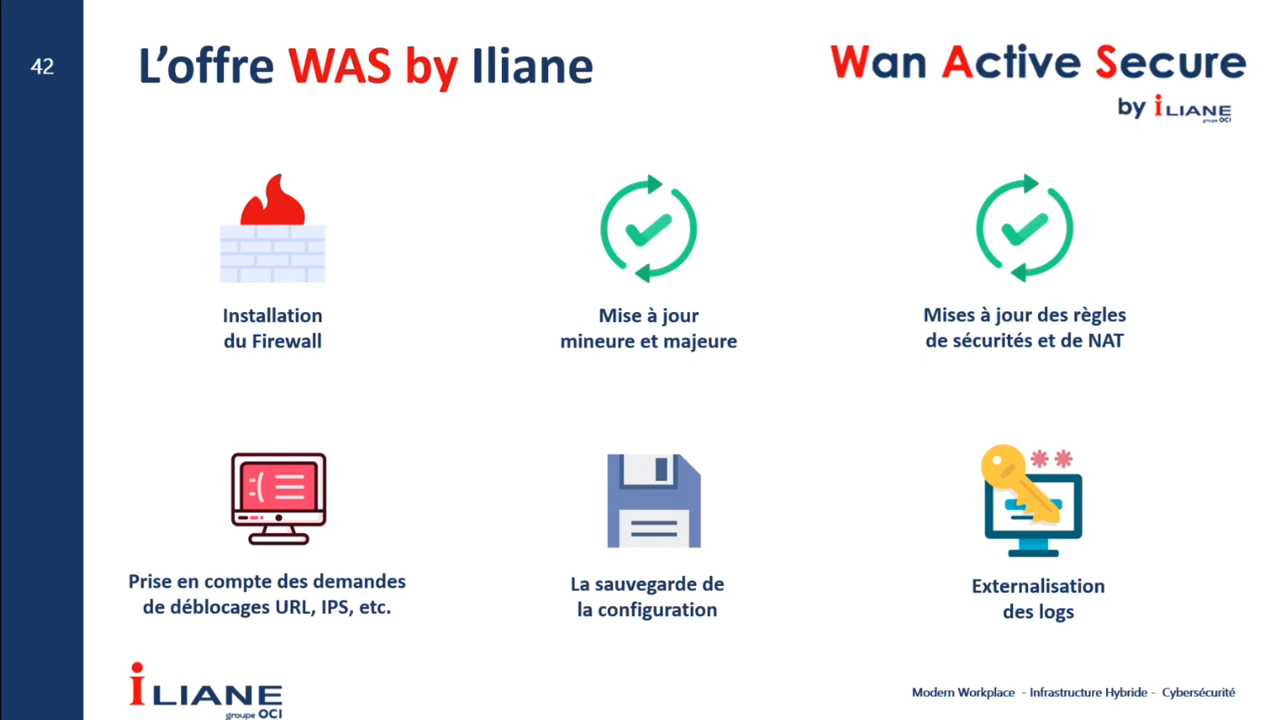 42
L'offre WAS by Iliane
Wan Active Secure
by iLIANE
groupe OCI
Installation
du Firewall
Mise à jour
mineure et majeure
Mises à jour des règles
de sécurités et de NAT
Prise en compte des demandes
de déblocages URL, IPS, etc.
La sauvegarde de
la configuration
Externalisation
des logs
iLIANE
groupe OCI
Modern Workplace - Infrastructure Hybride - Cybersécurité